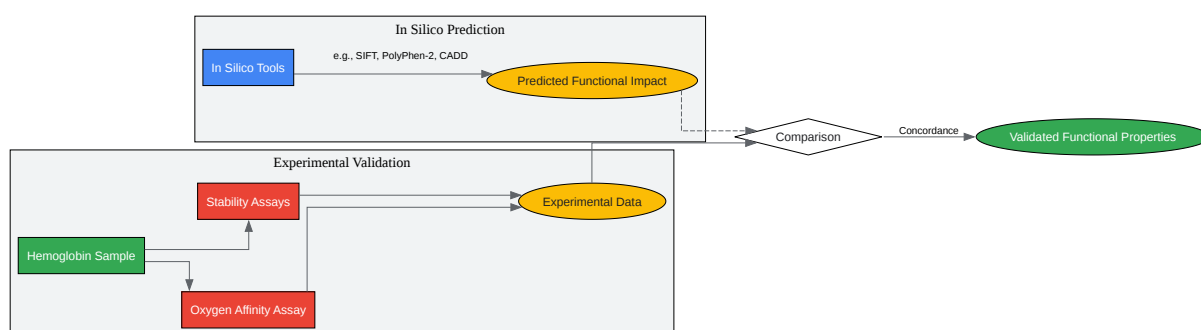 In Silico Prediction
In Silico Tools
e.g., SIFT, PolyPhen-2, CADD
Predicted Functional Impact
Comparison
Concordance
Validated Functional Properties
Experimental Validation
Stability Assays
Experimental Data
Hemoglobin Sample
Oxygen Affinity Assay